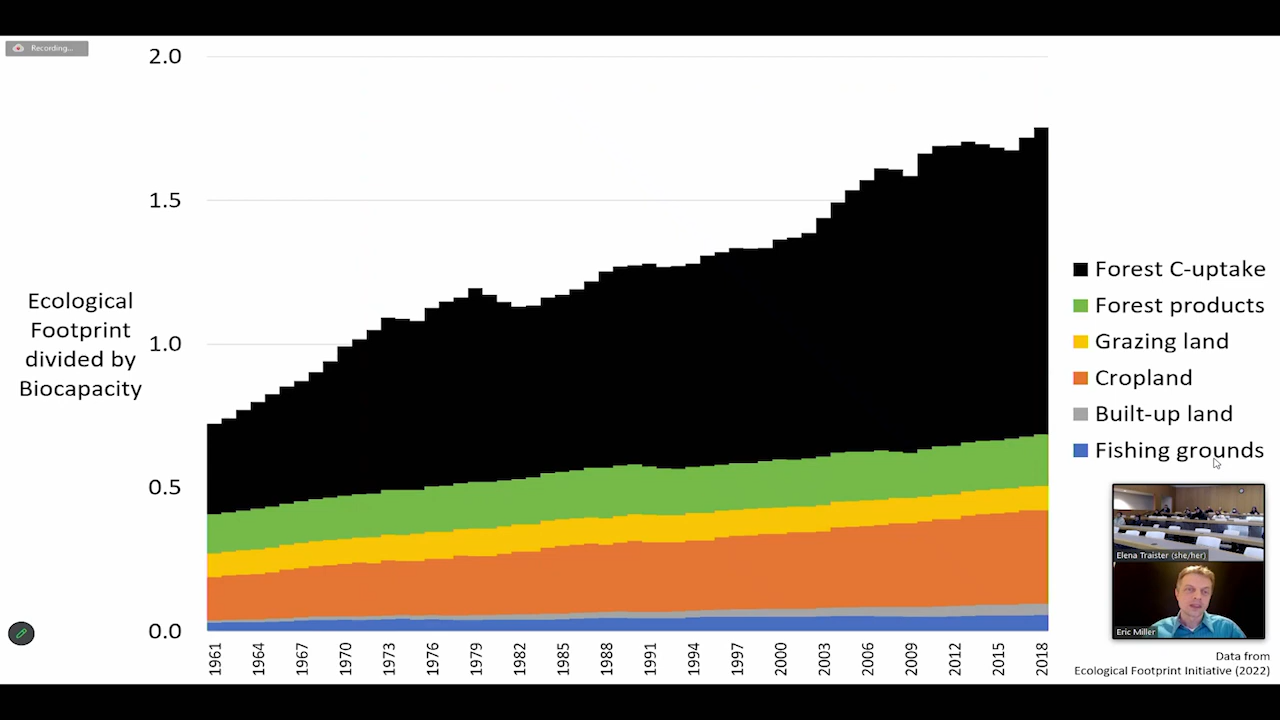 Recording...
2.0
1.5
1.0
0.5
0.0
Ecological
Footprint
divided by
Biocapacity
1961
1964
1967
1970
1973
1976
1979
1982
1985
1988
1991
1994
1997
2000
2003
2006
2009
2012
2015
2018
Forest C-uptake
Forest products
Grazing land
Cropland
Built-up land
Fishing grounds
Elena Traister (she/her)
Eric Miller
Data from
Ecological Footprint Initiative (2022)